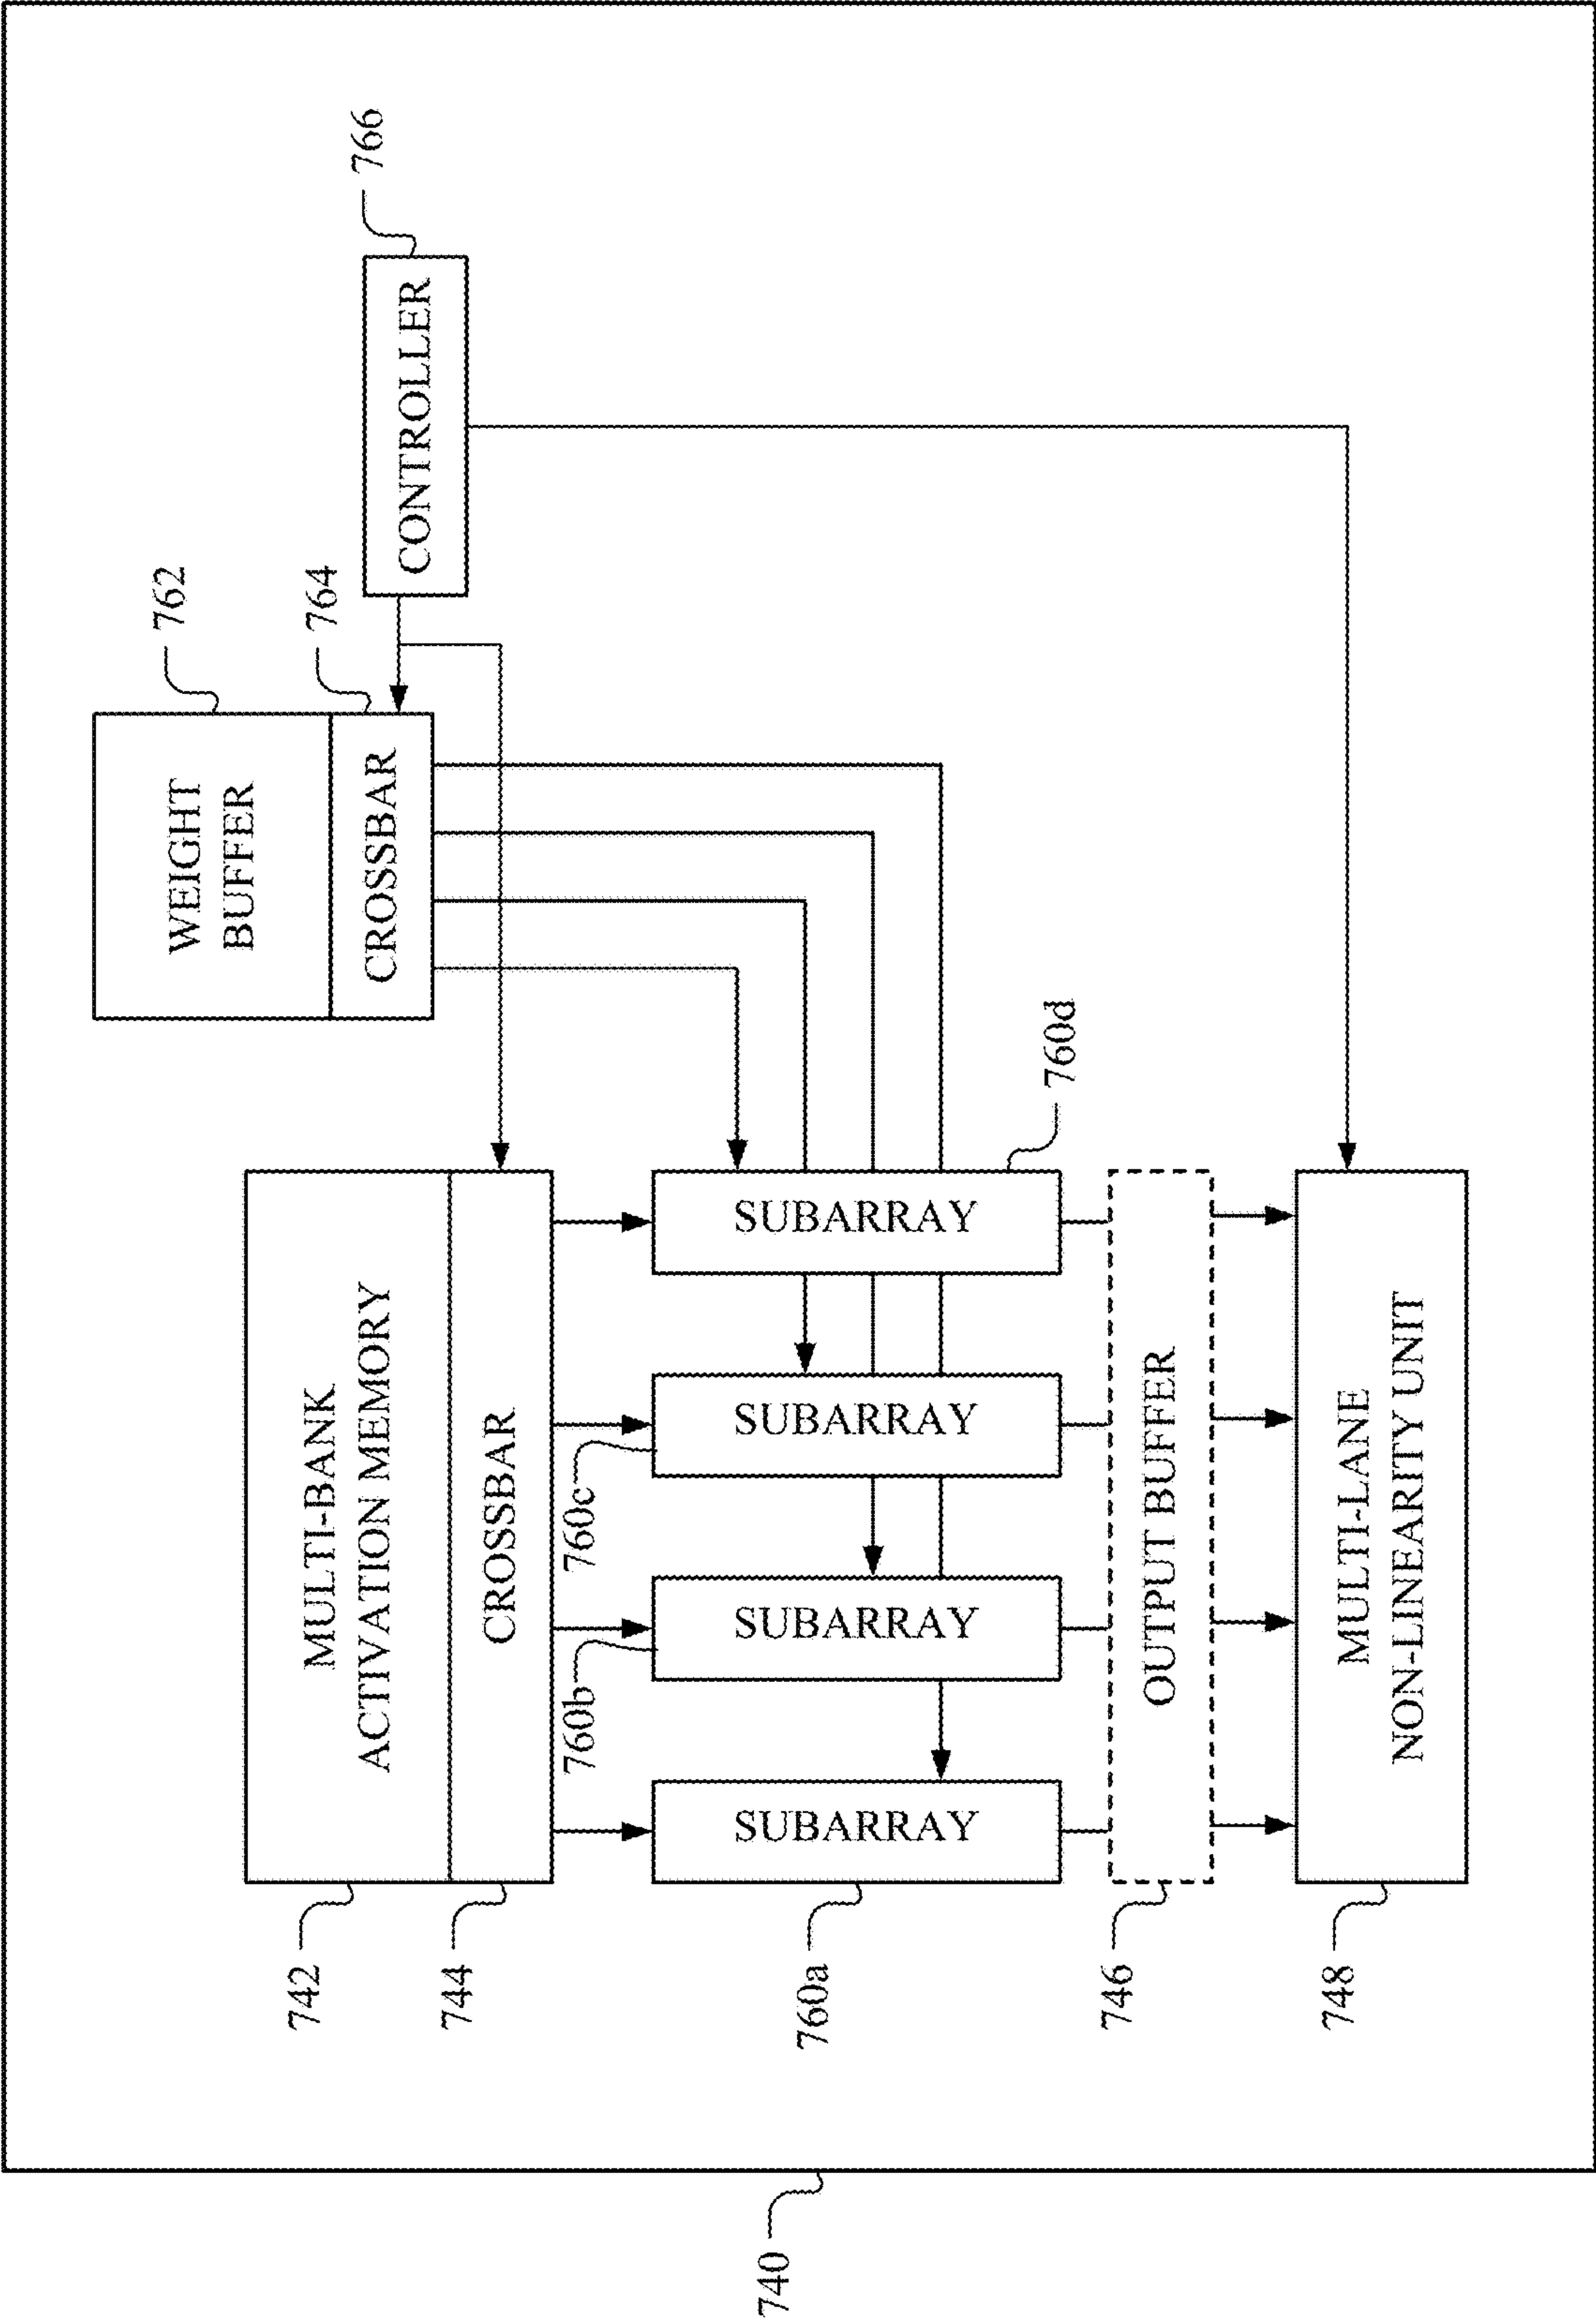 740
742
MULTI-BANK
ACTIVATION MEMORY
744
CROSSBAR
762
WEIGHT
BUFFER
764
CROSSBAR
766
CONTROLLER
760b
760c
760a
SUBARRAY
SUBARRAY
SUBARRAY
SUBARRAY
760d
746
OUTPUT BUFFER
748
MULTI-LANE
NON-LINEARITY UNIT